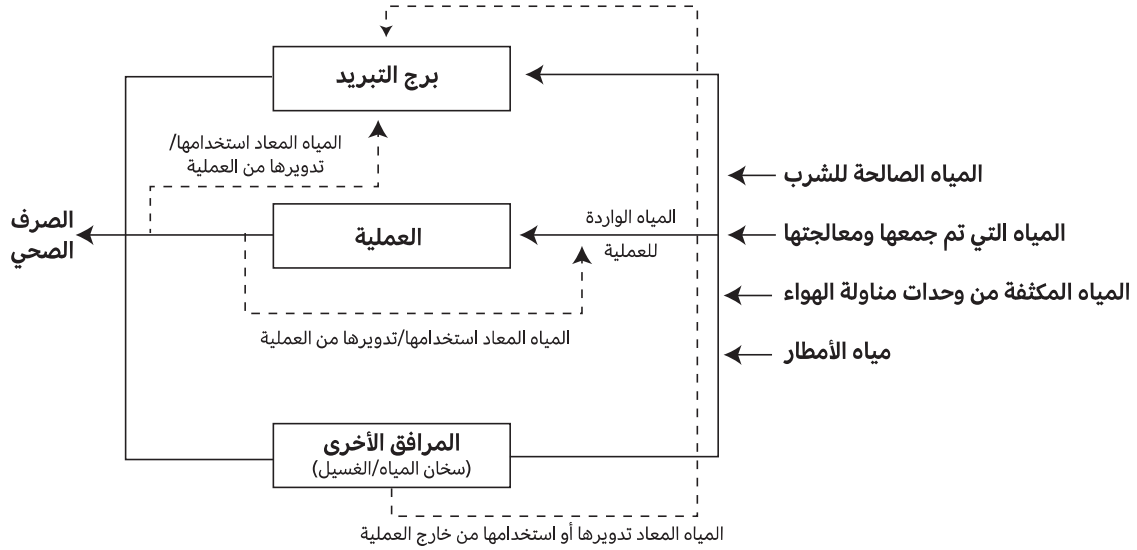 برج التبريد
المياه المعاد استخدامها/
تدويرها من العملية
المياه الصالحة للشرب
المياه الواردة
للعملية
العملية
الصرف
الصحي
المياه التي تم جمعها ومعالجتها
المياه المكثفة من وحدات مناولة الهواء
المياه المعاد استخدامها/تدويرها من العملية
مياه الأمطار
المرافق الأخرى
(سخان المياه/الغسيل)
المياه المعاد تدويرها أو استخدامها من خارج العملية